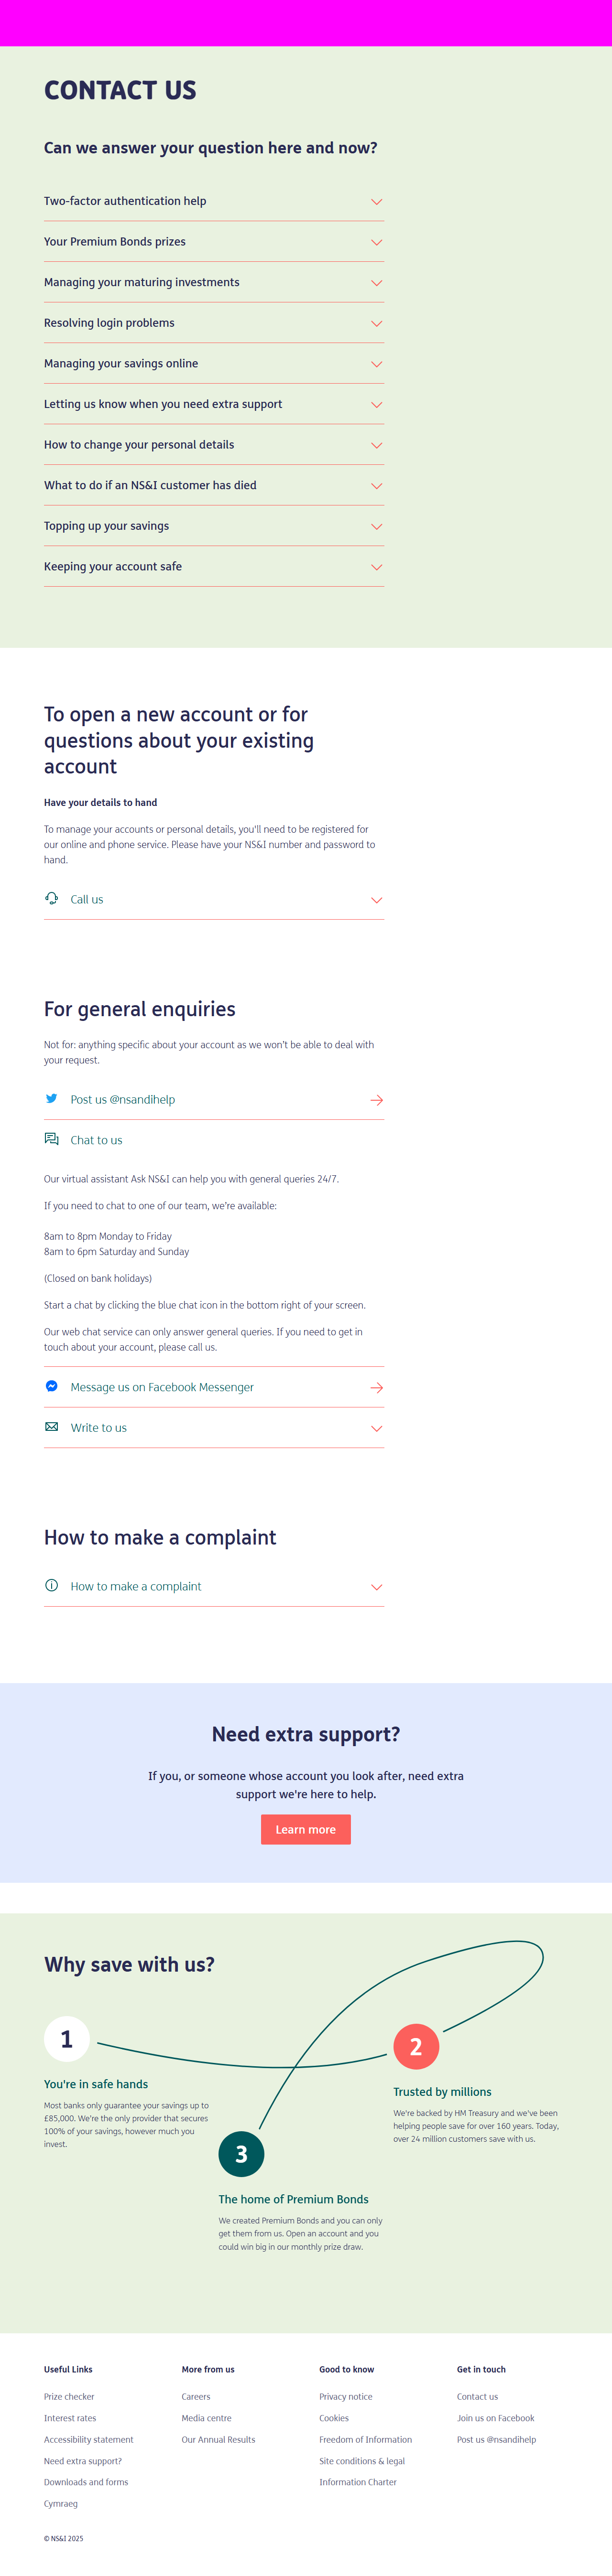 CONTACT US
Can we answer your question here and now?
Two-factor authentication help
Your Premium Bonds prizes
Managing your maturing investments
Resolving login problems
Managing your savings online
Letting us know when you need extra support
How to change your personal details
What to do if an NS&I customer has died
Topping up your savings
Keeping your account safe
To open a new account or for
questions about your existing
account
Have your details to hand
To manage your accounts or personal details, you'll need to be registered for
our online and phone service. Please have your NS&I number and password to
hand.
Call us
For general enquiries
Not for: anything specific about your account as we won't be able to deal with
your request.
Post us @nsandihelp
Chat to us
Our virtual assistant Ask NS&I can help you with general queries 24/7.
If you need to chat to one of our team, we're available:
8am to 8pm Monday to Friday
8am to 6pm Saturday and Sunday
(Closed on bank holidays)
Start a chat by clicking the blue chat icon in the bottom right of your screen.
Our web chat service can only answer general queries. If you need to get in
touch about your account, please call us.
Message us on Facebook Messenger
Write to us
How to make a complaint
How to make a complaint
Need extra support?
If you, or someone whose account you look after, need extra
support we're here to help.
Learn more
Why save with us?
1
You're in safe hands
Most banks only guarantee your savings up to
£85,000. We're the only provider that secures
100% of your savings, however much you
invest.
2
Trusted by millions
We're backed by HM Treasury and we've been
helping people save for over 160 years. Today,
over 24 million customers save with us.
3
The home of Premium Bonds
We created Premium Bonds and you can only
get them from us. Open an account and you
could win big in our monthly prize draw.
Useful Links
Prize checker
Interest rates
Accessibility statement
Need extra support?
Downloads and forms
Cymraeg
More from us
Careers
Media centre
Our Annual Results
Good to know
Privacy notice
Cookies
Freedom of Information
Site conditions & legal
Information Charter
Get in touch
Contact us
Join us on Facebook
Post us @nsandihelp
© NS&I 2025